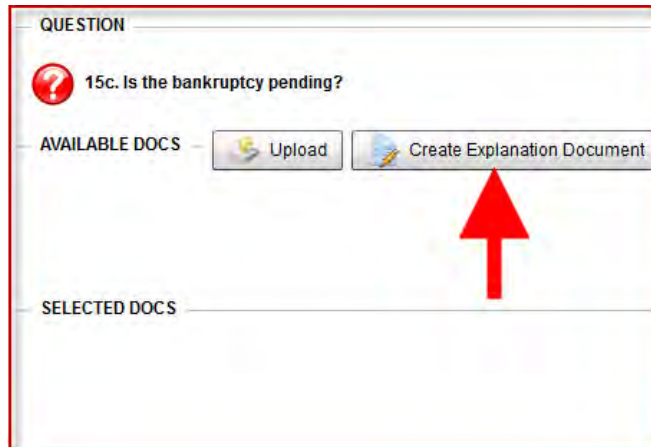 QUESTION
15c. Is the bankruptcy pending?
AVAILABLE DOCS Upload Create Explanation Document
SELECTED DOCS